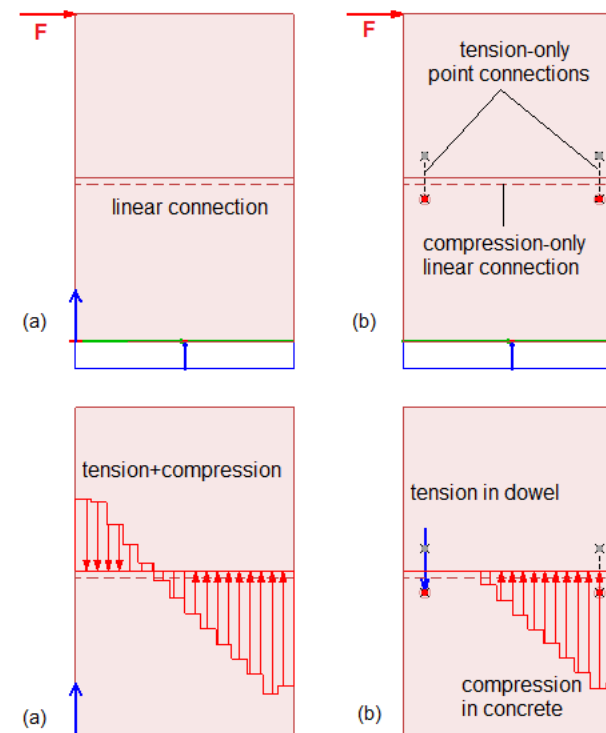 F
linear connection
(a)
F
tension-only
point connections
compression-only
linear connection
(b)
tension+compression
(a)
tension in dowel
compression
in concrete
(b)